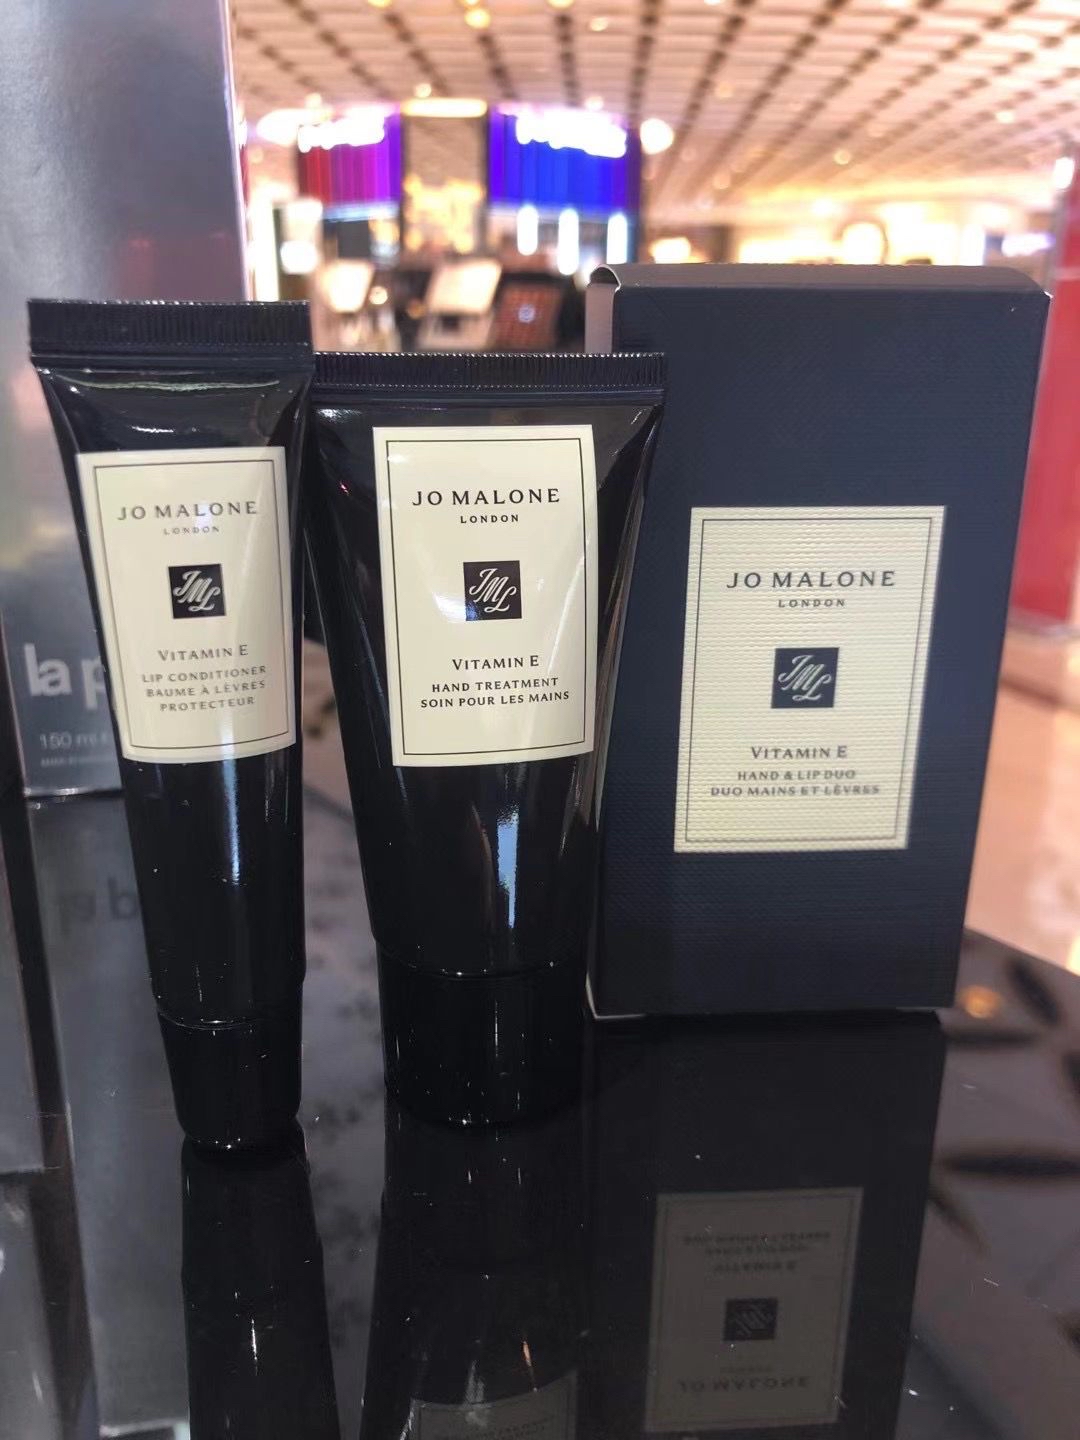 JO MALONE
LONDON
JML
VITAMIN E
LIP CONDITIONER
BAUME À LÈVRES
PROTECTEUR
JO MALONE
LONDON
JML
VITAMIN E
HAND TREATMENT
SOIN POUR LES MAINS
JO MALONE
LONDON
JML
VITAMIN E
HAND & LIP DUO
DUO MAINS ET LÈVRES
la p
150 ml